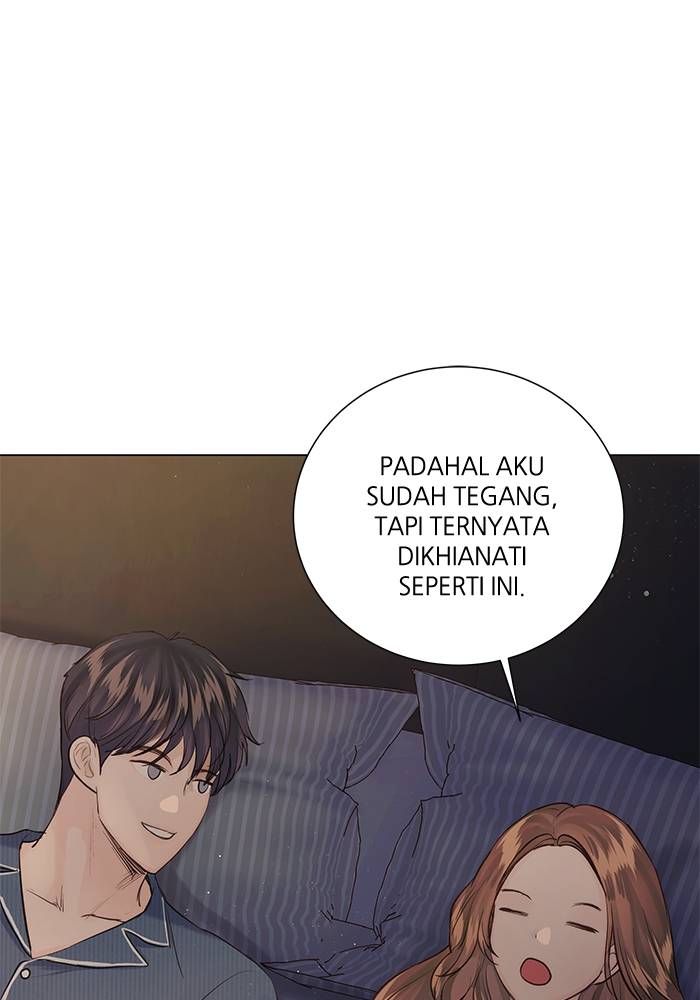 PADAHAL AKU
SUDAH TEGANG,
TAPI TERNYATA
DIKHIANATI
SEPERTI INI.